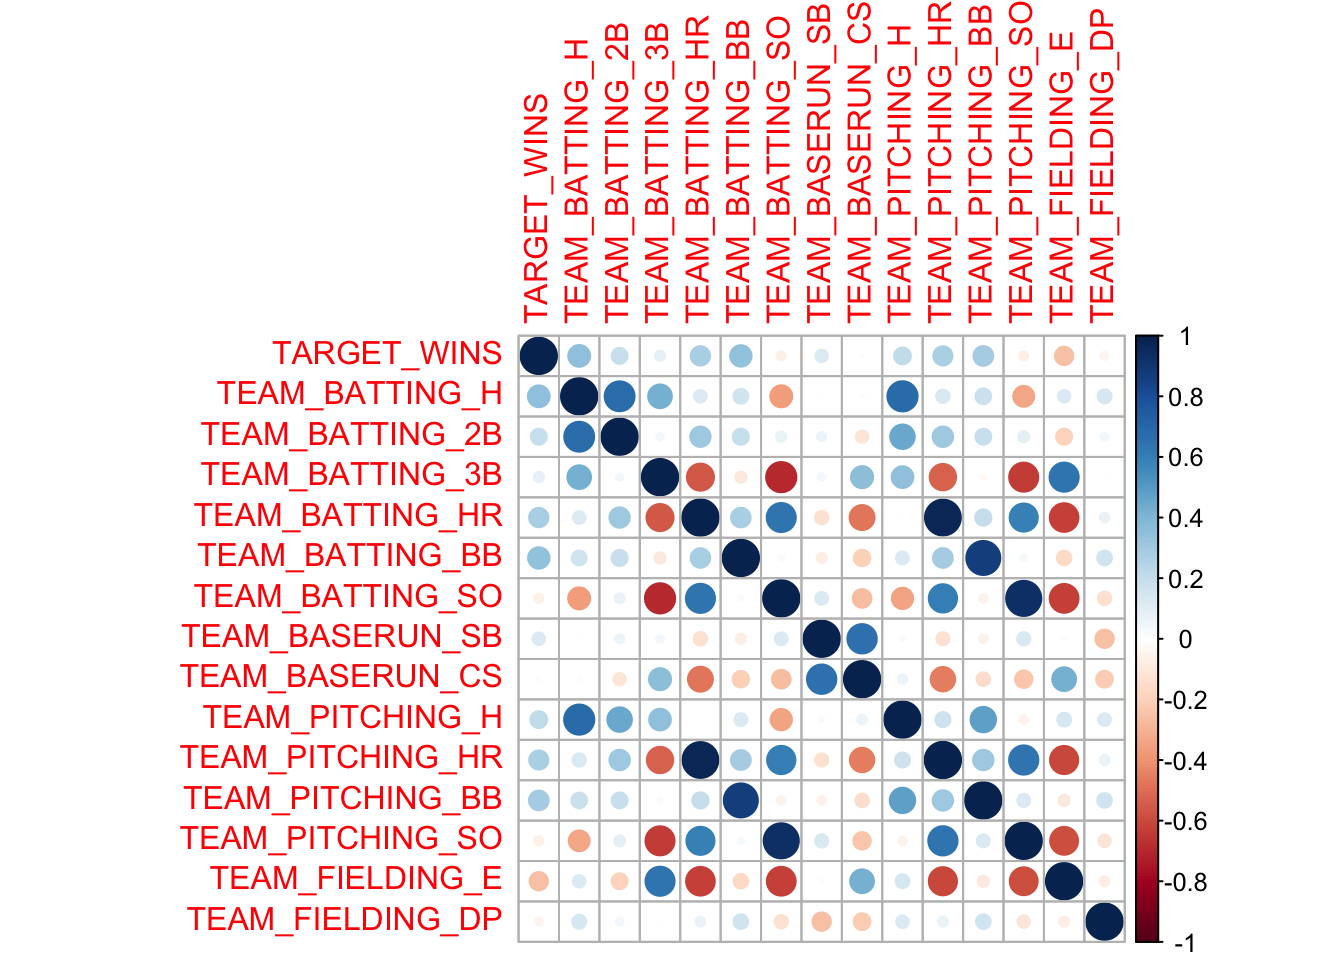 TARGET_WINS
TEAM_BATTING_H
TEAM_BATTING_2B
TEAM_BATTING_3B
TEAM_BATTING_HR
TEAM_BATTING_BB
TEAM_BATTING_SO
TEAM_BASERUN_SB
TEAM_BASERUN_CS
TEAM_PITCHING_H
TEAM_PITCHING_HR
TEAM_PITCHING_BB
TEAM_PITCHING_SO
TEAM_FIELDING_E
TEAM_FIELDING_DP
TARGET_WINS
TEAM_BATTING_H
TEAM_BATTING_2B
TEAM_BATTING_3B
TEAM_BATTING_HR
TEAM_BATTING_BB
TEAM_BATTING_SO
TEAM_BASERUN_SB
TEAM_BASERUN_CS
TEAM_PITCHING_H
TEAM_PITCHING_HR
TEAM_PITCHING_BB
TEAM_PITCHING_SO
TEAM_FIELDING_E
TEAM_FIELDING_DP
1
0.8
0.6
0.4
0.2
0
-0.2
-0.4
-0.6
-0.8
-1